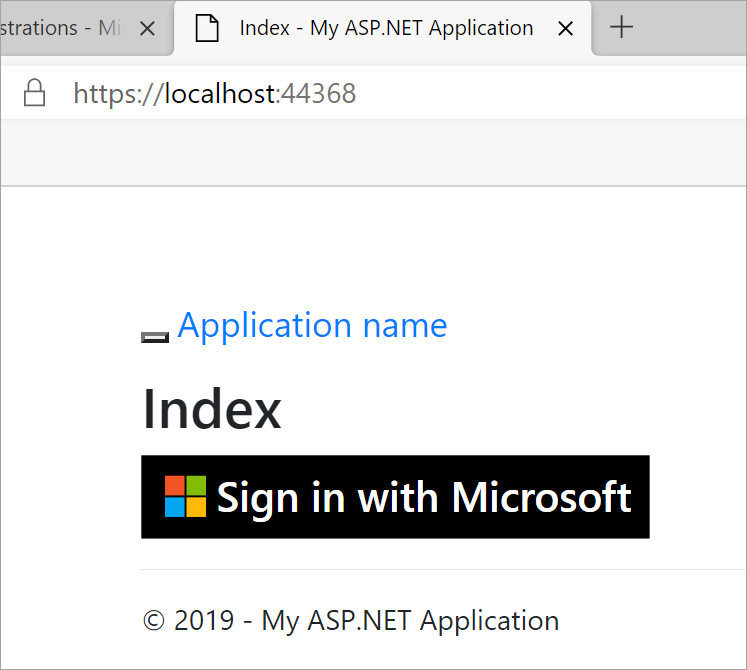 strations - Mi
Index - My ASP.NET Application
https://localhost:44368
Application name
Index
Sign in with Microsoft
© 2019 - My ASP.NET Application